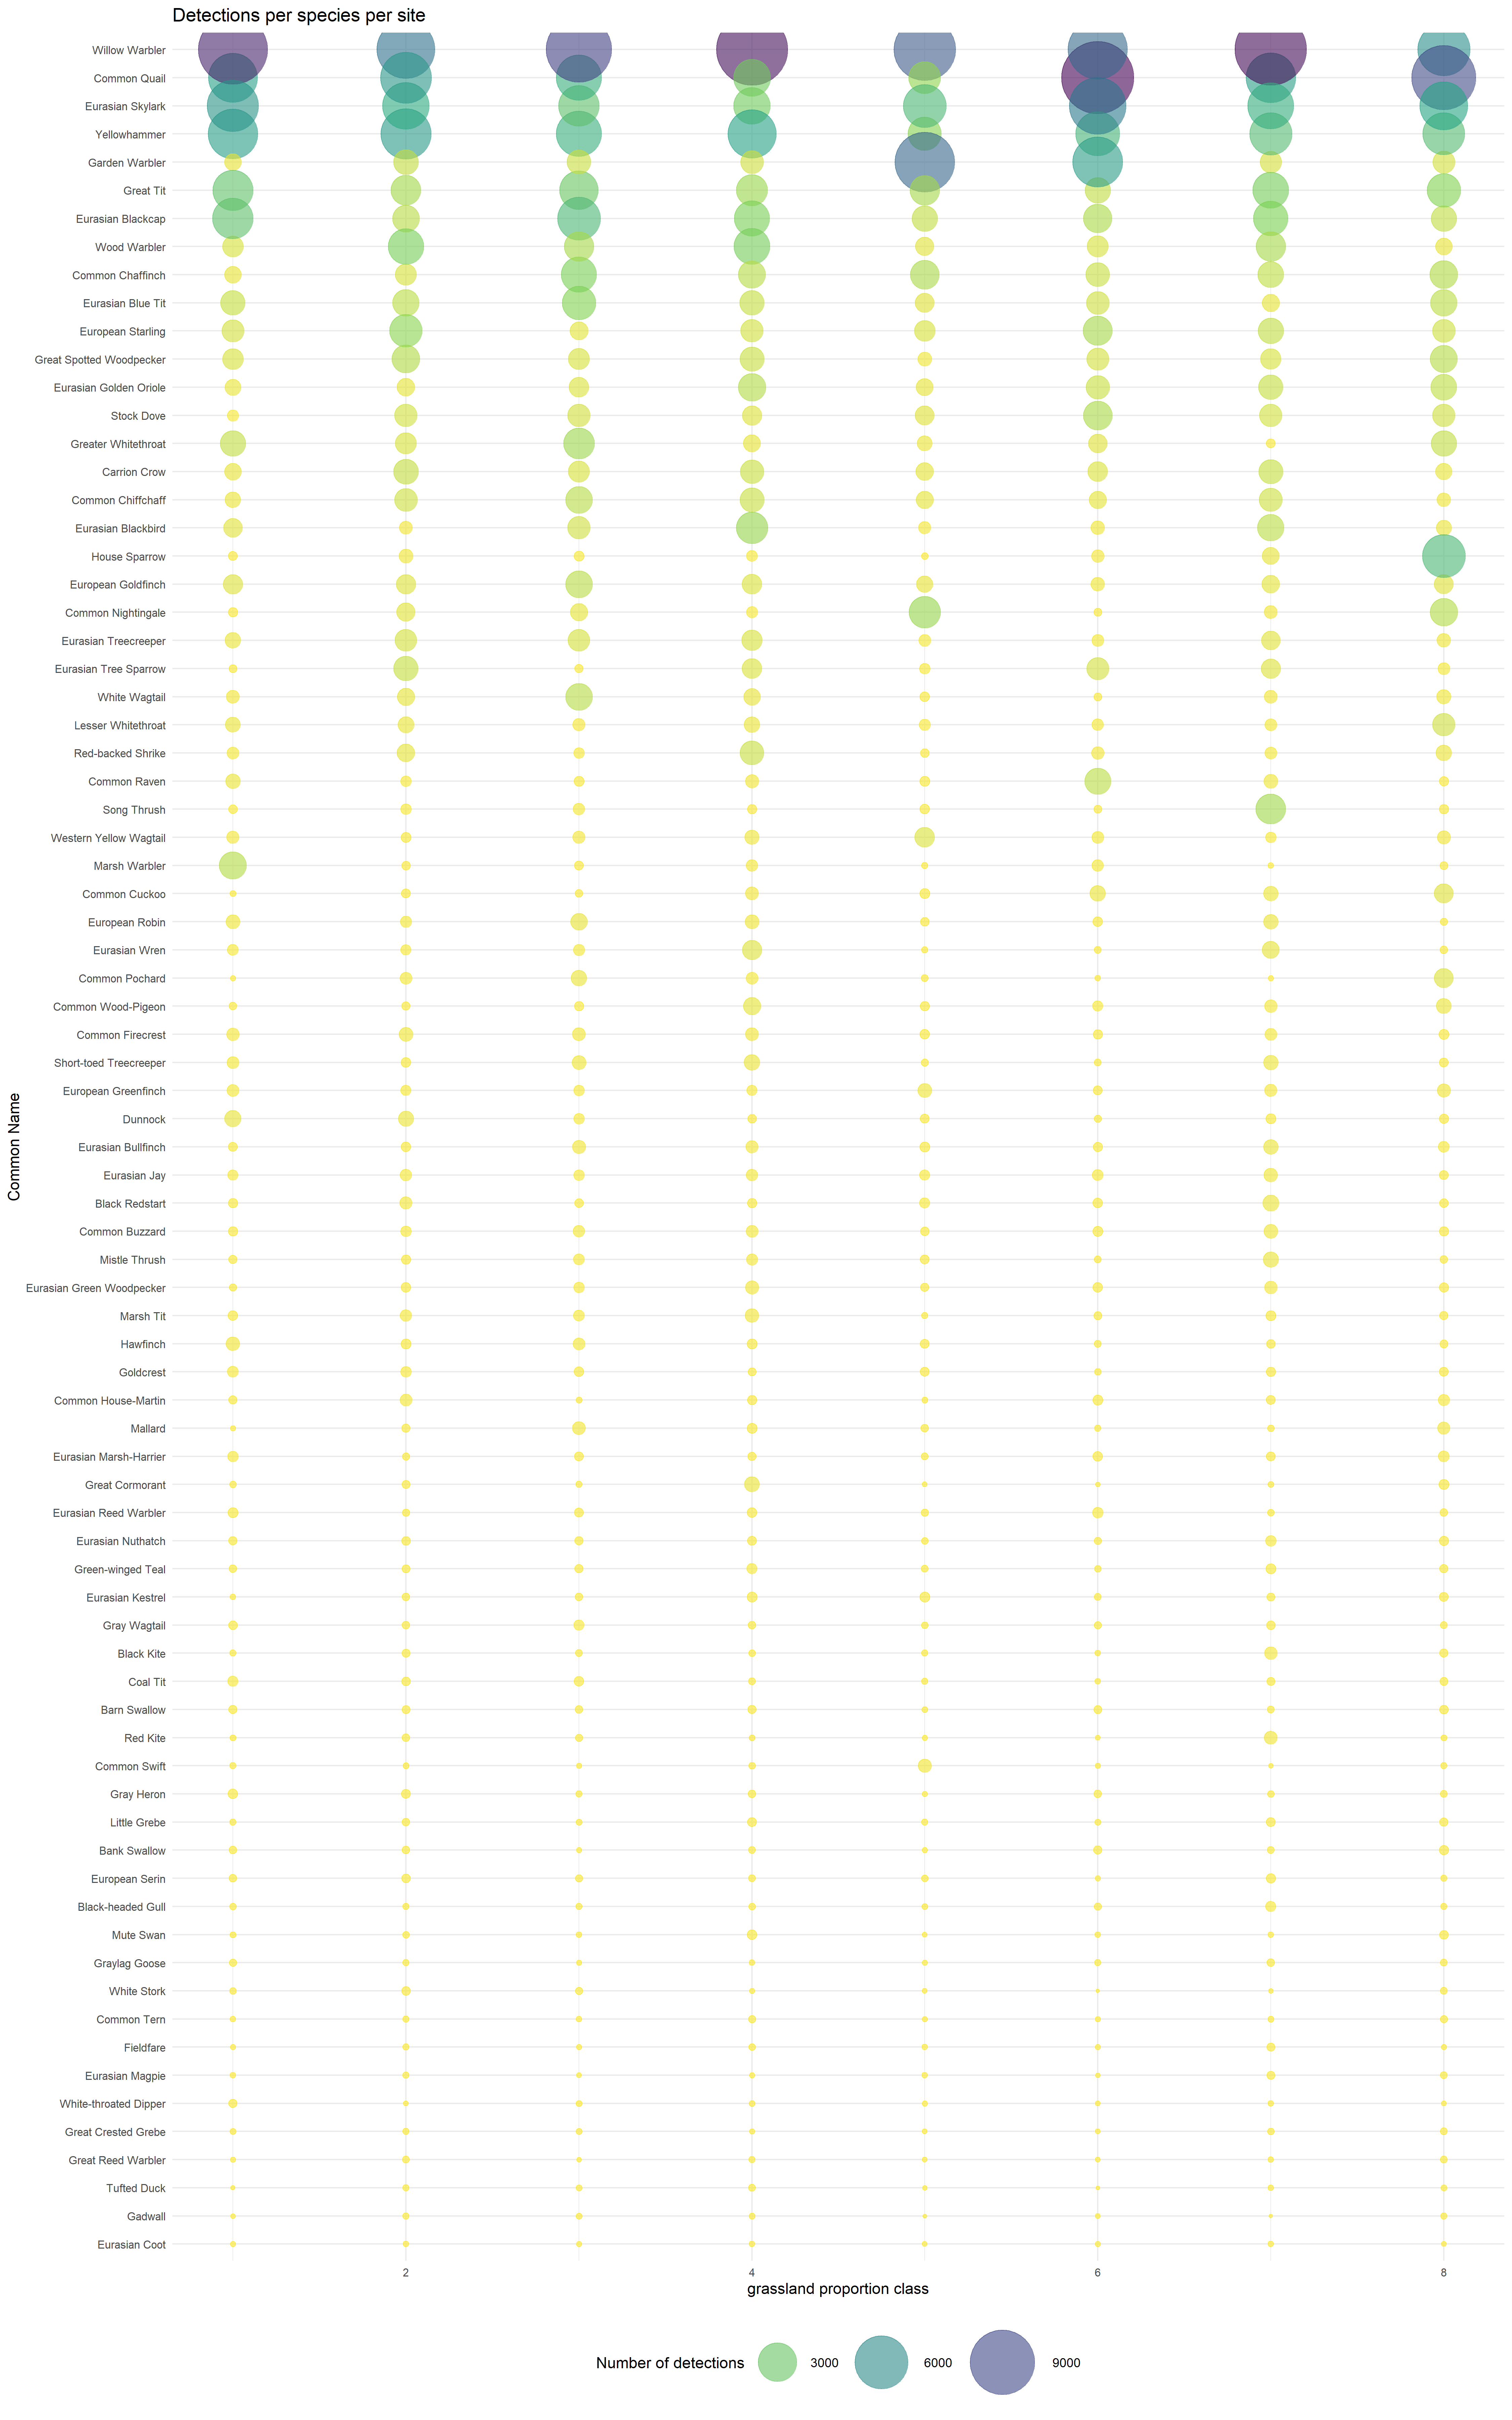 Detections per species per site
Willow Warbler
Common Quail
Eurasian Skylark
Yellowhammer
Garden Warbler
Great Tit
Eurasian Blackcap
Wood Warbler
Common Chaffinch
Eurasian Blue Tit
European Starling
Great Spotted Woodpecker
Eurasian Golden Oriole
Stock Dove
Greater Whitethroat
Carrion Crow
Common Chiffchaff
Eurasian Blackbird
House Sparrow
European Goldfinch
Common Nightingale
Eurasian Treecreeper
Eurasian Tree Sparrow
White Wagtail
Lesser Whitethroat
Red-backed Shrike
Common Raven
Song Thrush
Western Yellow Wagtail
Marsh Warbler
Common Cuckoo
European Robin
Eurasian Wren
Common Pochard
Common Wood-Pigeon
Common Firecrest
Short-toed Treecreeper
European Greenfinch
Dunnock
Eurasian Bullfinch
Eurasian Jay
Black Redstart
Common Buzzard
Mistle Thrush
Eurasian Green Woodpecker
Marsh Tit
Hawfinch
Goldcrest
Common House-Martin
Mallard
Eurasian Marsh-Harrier
Great Cormorant
Eurasian Reed Warbler
Eurasian Nuthatch
Green-winged Teal
Eurasian Kestrel
Gray Wagtail
Black Kite
Coal Tit
Barn Swallow
Red Kite
Common Swift
Gray Heron
Little Grebe
Bank Swallow
European Serin
Black-headed Gull
Mute Swan
Graylag Goose
White Stork
Common Tern
Fieldfare
Eurasian Magpie
White-throated Dipper
Great Crested Grebe
Great Reed Warbler
Tufted Duck
Gadwall
Eurasian Coot
Common Name
2 4 6 8
grassland proportion class
Number of detections 3000 6000 9000